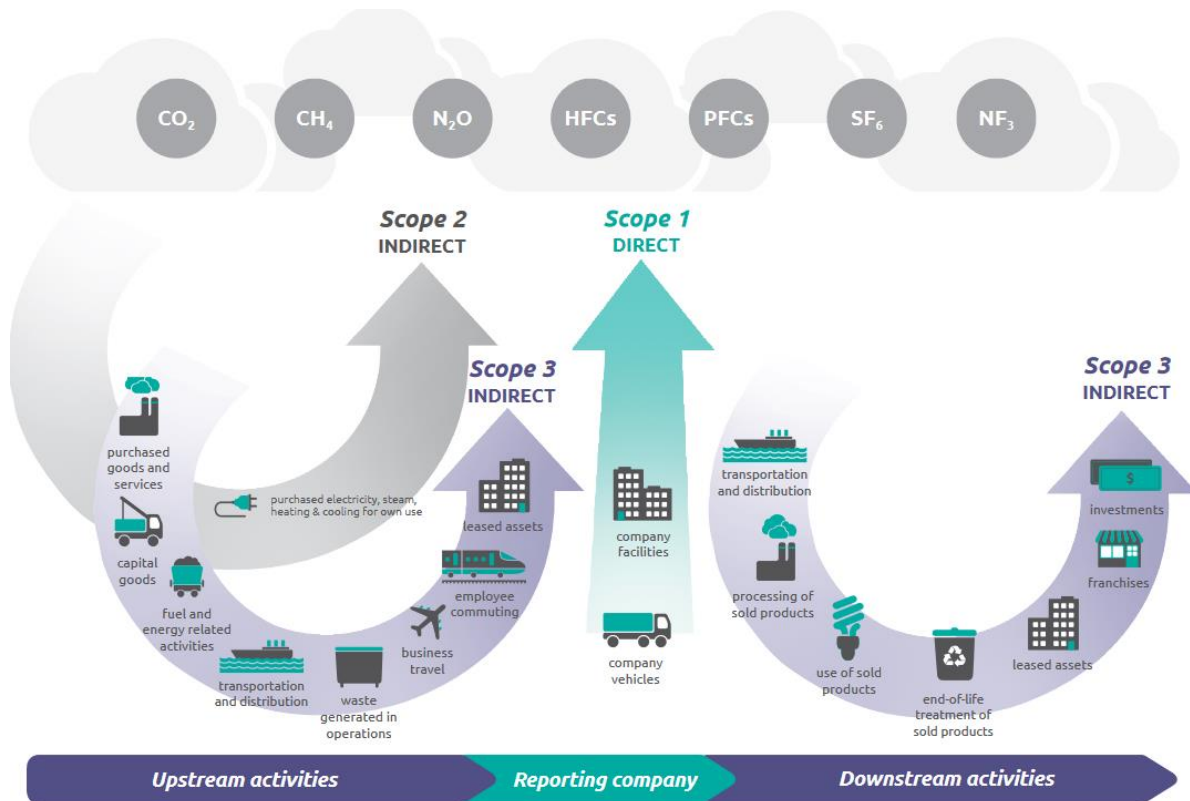 CO₂
CH₄
N₂O
HFCs
PFCs
SF₆
NF₃
Scope 2
INDIRECT
Scope 1
DIRECT
Scope 3
INDIRECT
Scope 3
INDIRECT
purchased
goods and
services
capital
goods
fuel and
energy related
activities
transportation
and distribution
waste
generated in
operations
business
travel
employee
commuting
leased assets
purchased electricity, steam,
heating & cooling for own use
company
facilities
company
vehicles
transportation
and distribution
processing of
sold products
use of sold
products
end-of-life
treatment of
sold products
leased assets
franchises
$
investments
Upstream activities
Reporting company
Downstream activities